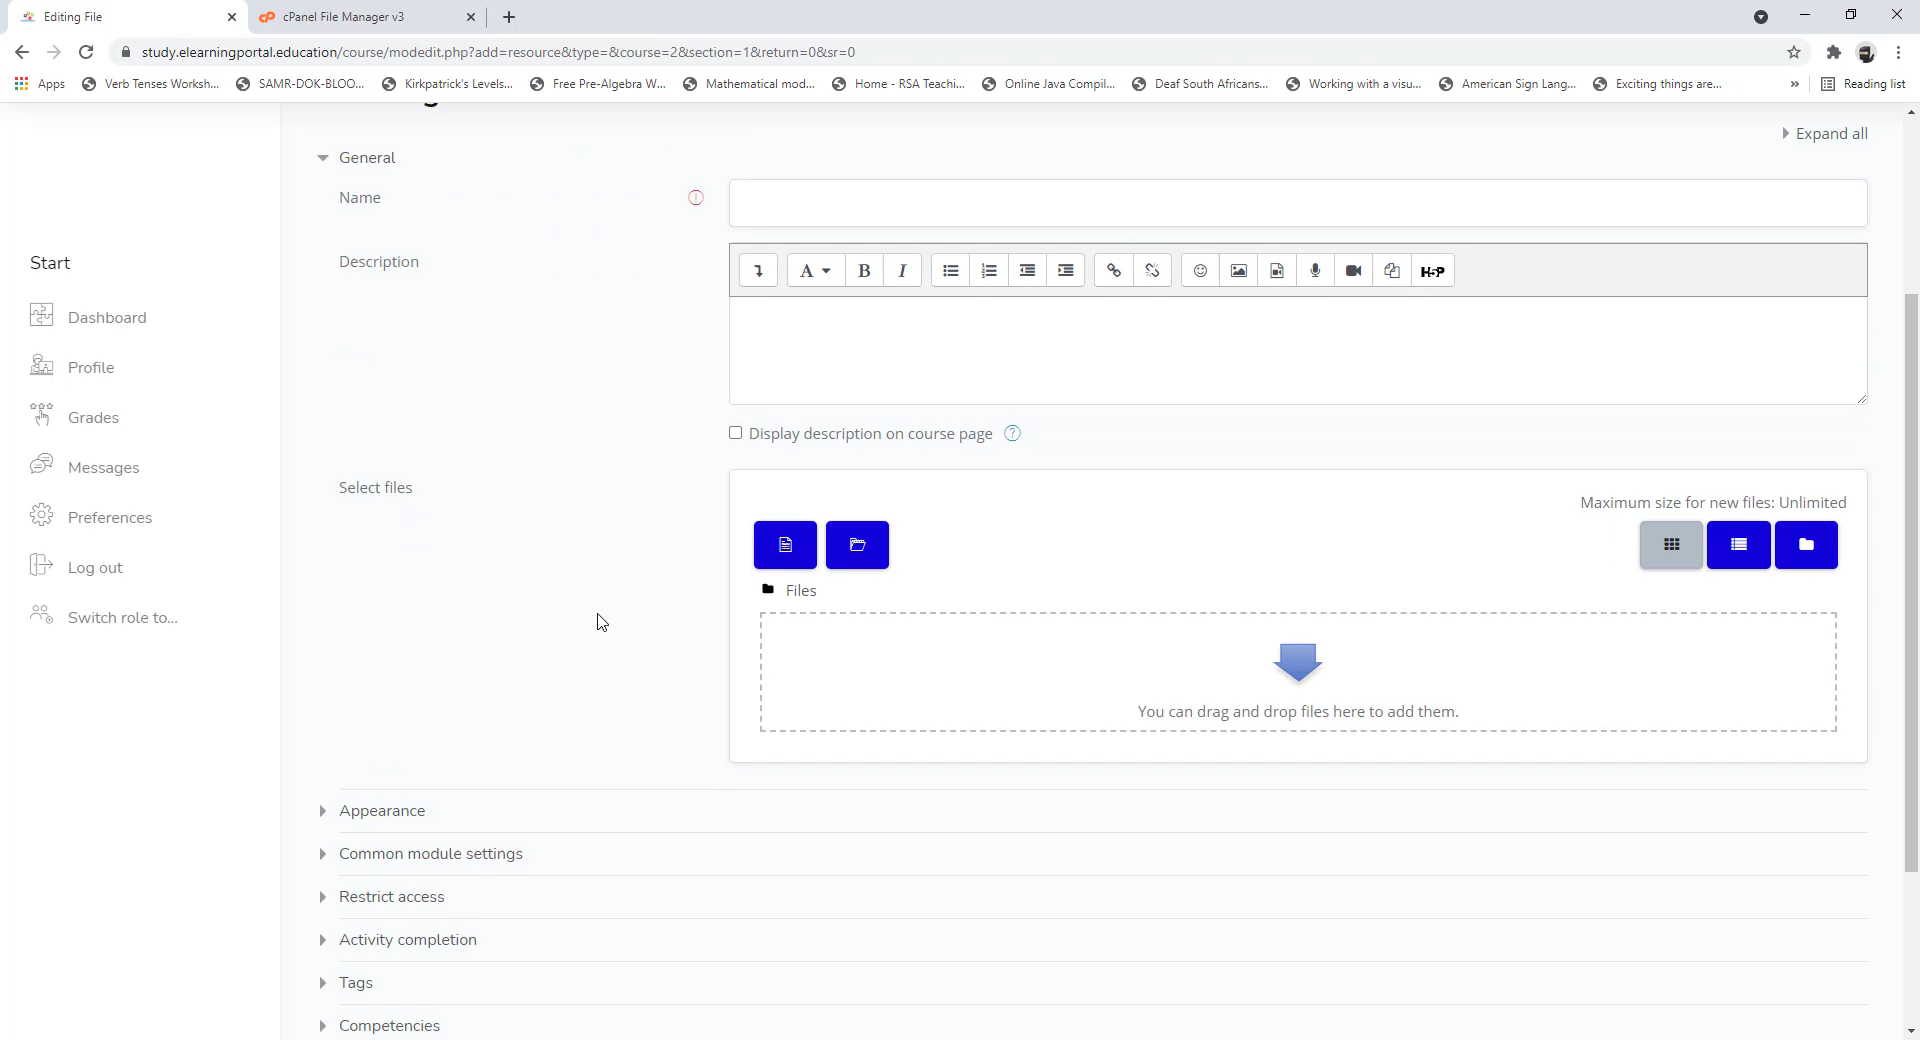 Editing File
cPanel File Manager v3
study.elearningportal.education/course/modedit.php?add=resource&type=&course=2&section=1&return=0&sr=0
Apps
Verb Tenses Worksh...
SAMR-DOK-BLOO...
Kirkpatrick's Levels...
Free Pre-Algebra W...
Mathematical mod...
Home - RSA Teachi...
Online Java Compil...
Deaf South Africans...
Working with a visu...
American Sign Lang...
Exciting things are...
»
Reading list
Expand all
General
Name
Description
A B I
H5P
Display description on course page
Select files
Maximum size for new files: Unlimited
Files
You can drag and drop files here to add them.
Start
Dashboard
Profile
Grades
Messages
Preferences
Log out
Switch role to...
Appearance
Common module settings
Restrict access
Activity completion
Tags
Competencies